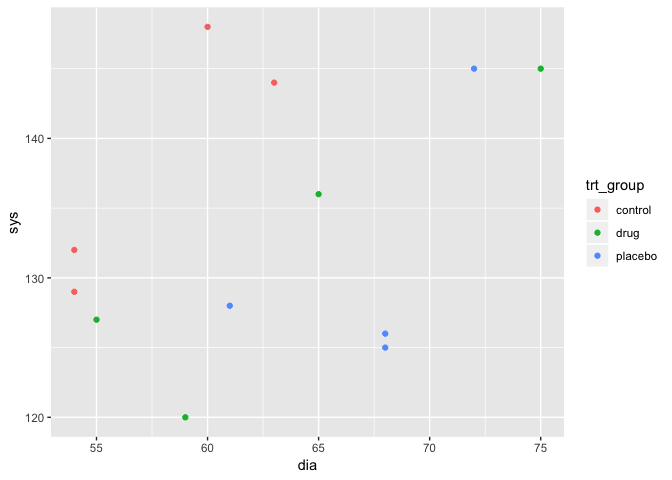 sys
140
130
120
55 60 65 70 75
dia
trt_group
control
drug
placebo